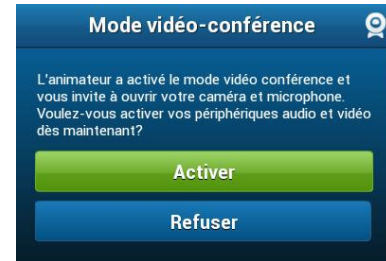 Mode vidéo-conférence
L'animateur a activé le mode vidéo conférence et
vous invite à ouvrir votre caméra et microphone.
Voulez-vous activer vos périphériques audio et vidéo
dès maintenant?
Activer
Refuser